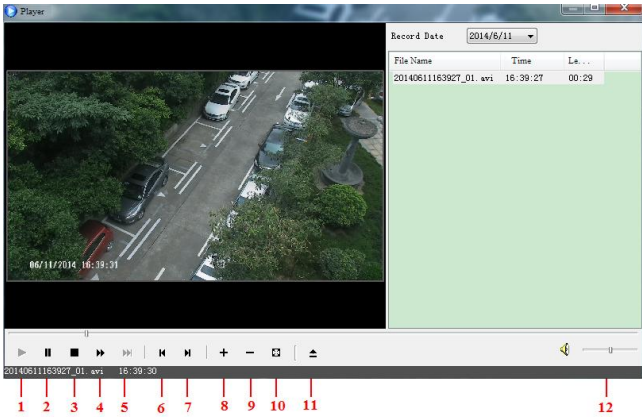 Player
Record Date 2014/6/11
File Name Time Le...
20140611163927_01.avi 16:39:27 00:29
06/11/2014 16:39:31
20140611163927_01.avi 16:39:30
1 2 3 4 5 6 7 8 9 10 11 12